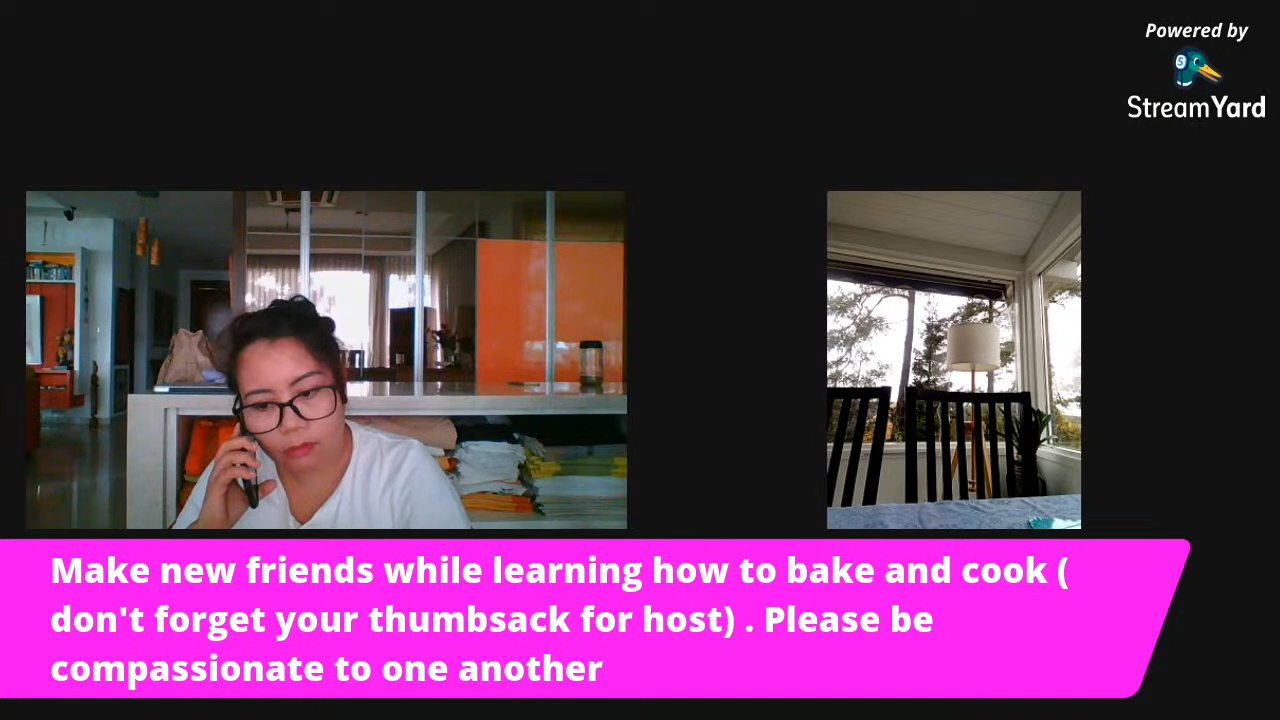 Powered by
S
StreamYard
Make new friends while learning how to bake and cook (
don't forget your thumbsack for host) . Please be
compassionate to one another